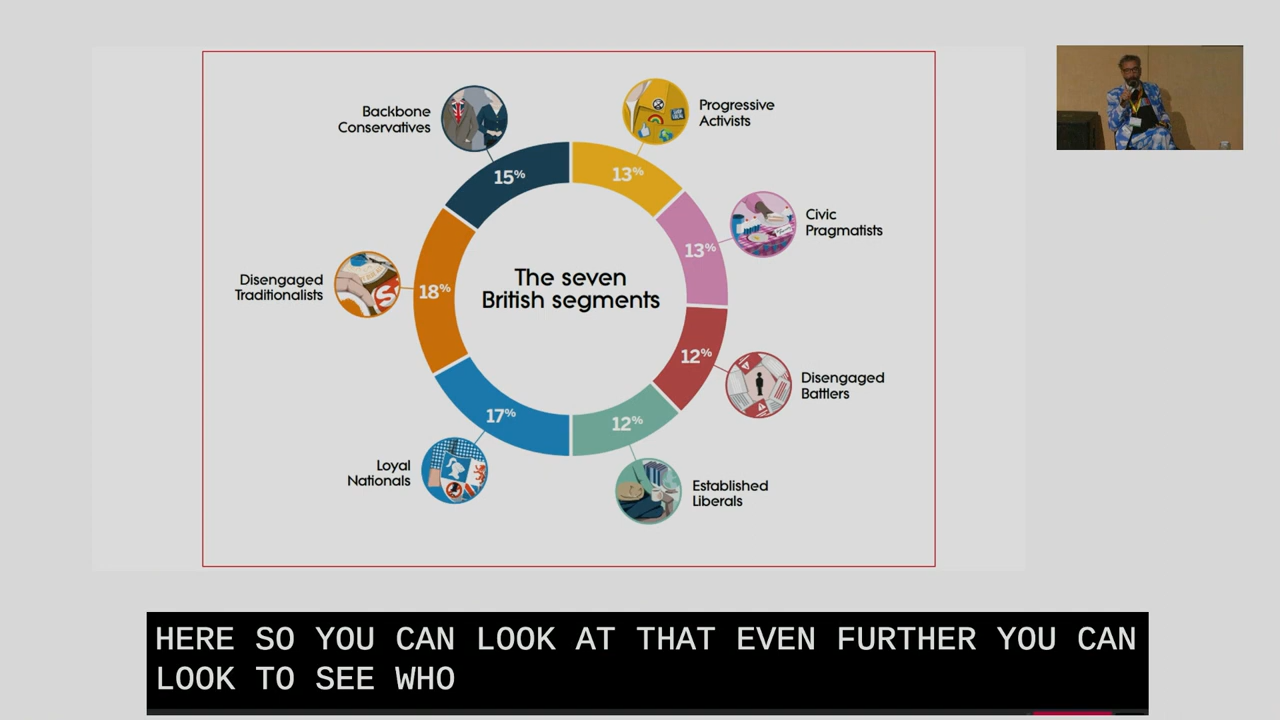 Backbone
Conservatives
Progressive
Activists
15%
13%
Civic
Pragmatists
13%
Disengaged
Traditionalists
18%
The seven
British segments
12%
Disengaged
Battlers
17%
12%
Loyal
Nationals
Established
Liberals
HERE SO YOU CAN LOOK AT THAT EVEN FURTHER YOU CAN
LOOK TO SEE WHO